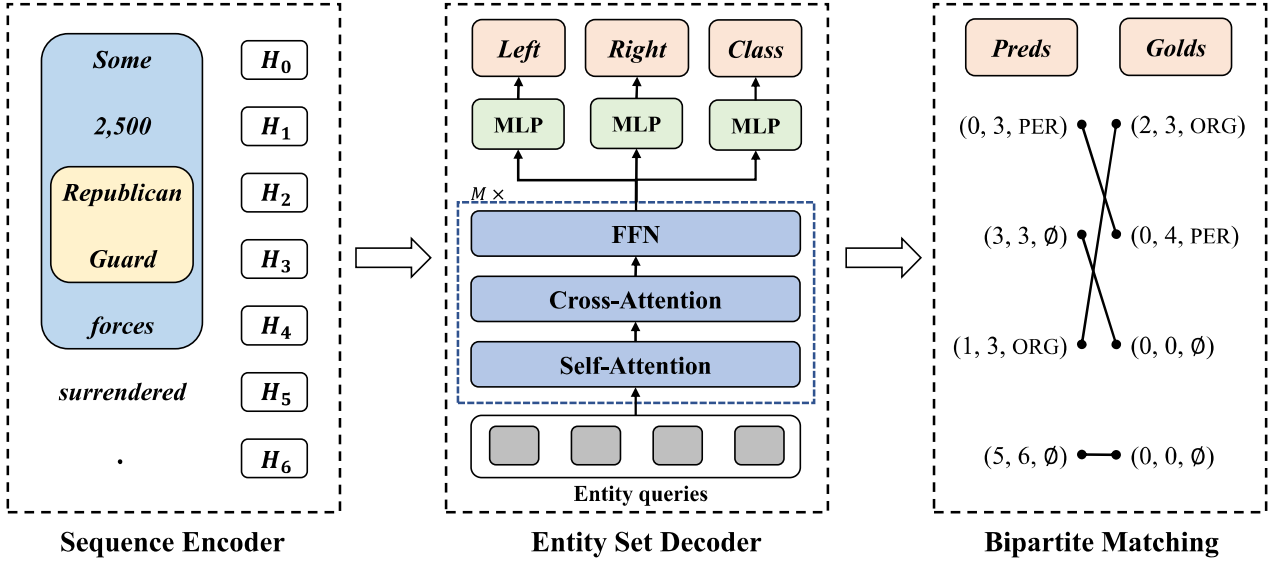 Some
2,500
Republican
Guard
forces
surrendered
.
H₀
H₁
H₂
H₃
H₄
H₅
H₆
Sequence Encoder
Left Right Class
MLP MLP MLP
M ×
FFN
Cross-Attention
Self-Attention
Entity queries
Entity Set Decoder
Preds Golds
(0, 3, PER) (2, 3, ORG)
(3, 3, Ø) (0, 4, PER)
(1, 3, ORG) (0, 0, Ø)
(5, 6, Ø) (0, 0, Ø)
Bipartite Matching